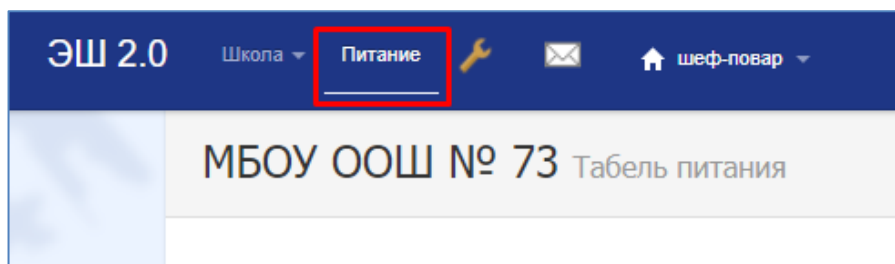 ЭШ 2.0 Школа Питание шеф-повар
МБОУ ООШ № 73 Табель питания